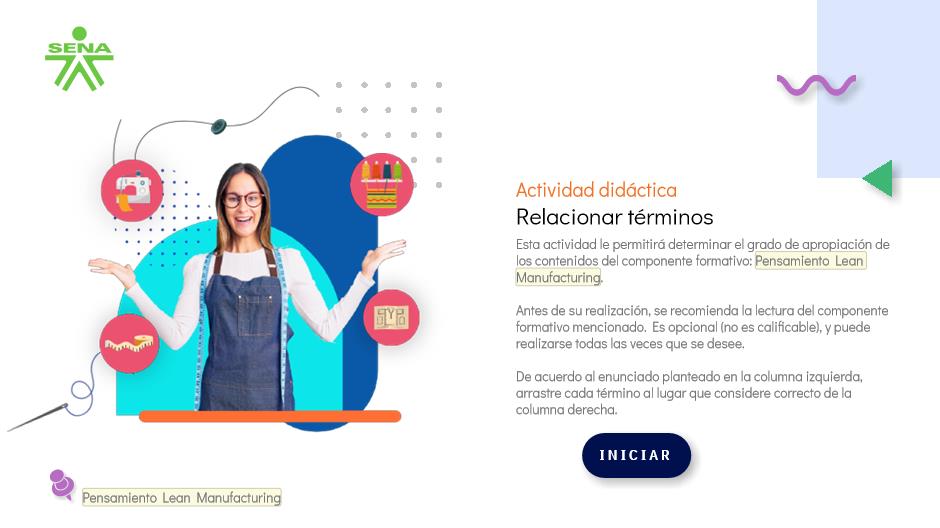 SENA
Actividad didáctica
Relacionar términos
Esta actividad le permitirá determinar el grado de apropiación de
los contenidos del componente formativo: Pensamiento Lean
Manufacturing.
Antes de su realización, se recomienda la lectura del componente
formativo mencionado. Es opcional (no es calificable), y puede
realizarse todas las veces que se desee.
De acuerdo al enunciado planteado en la columna izquierda,
arrastre cada término al lugar que considere correcto de la
columna derecha.
INICIAR
Pensamiento Lean Manufacturing